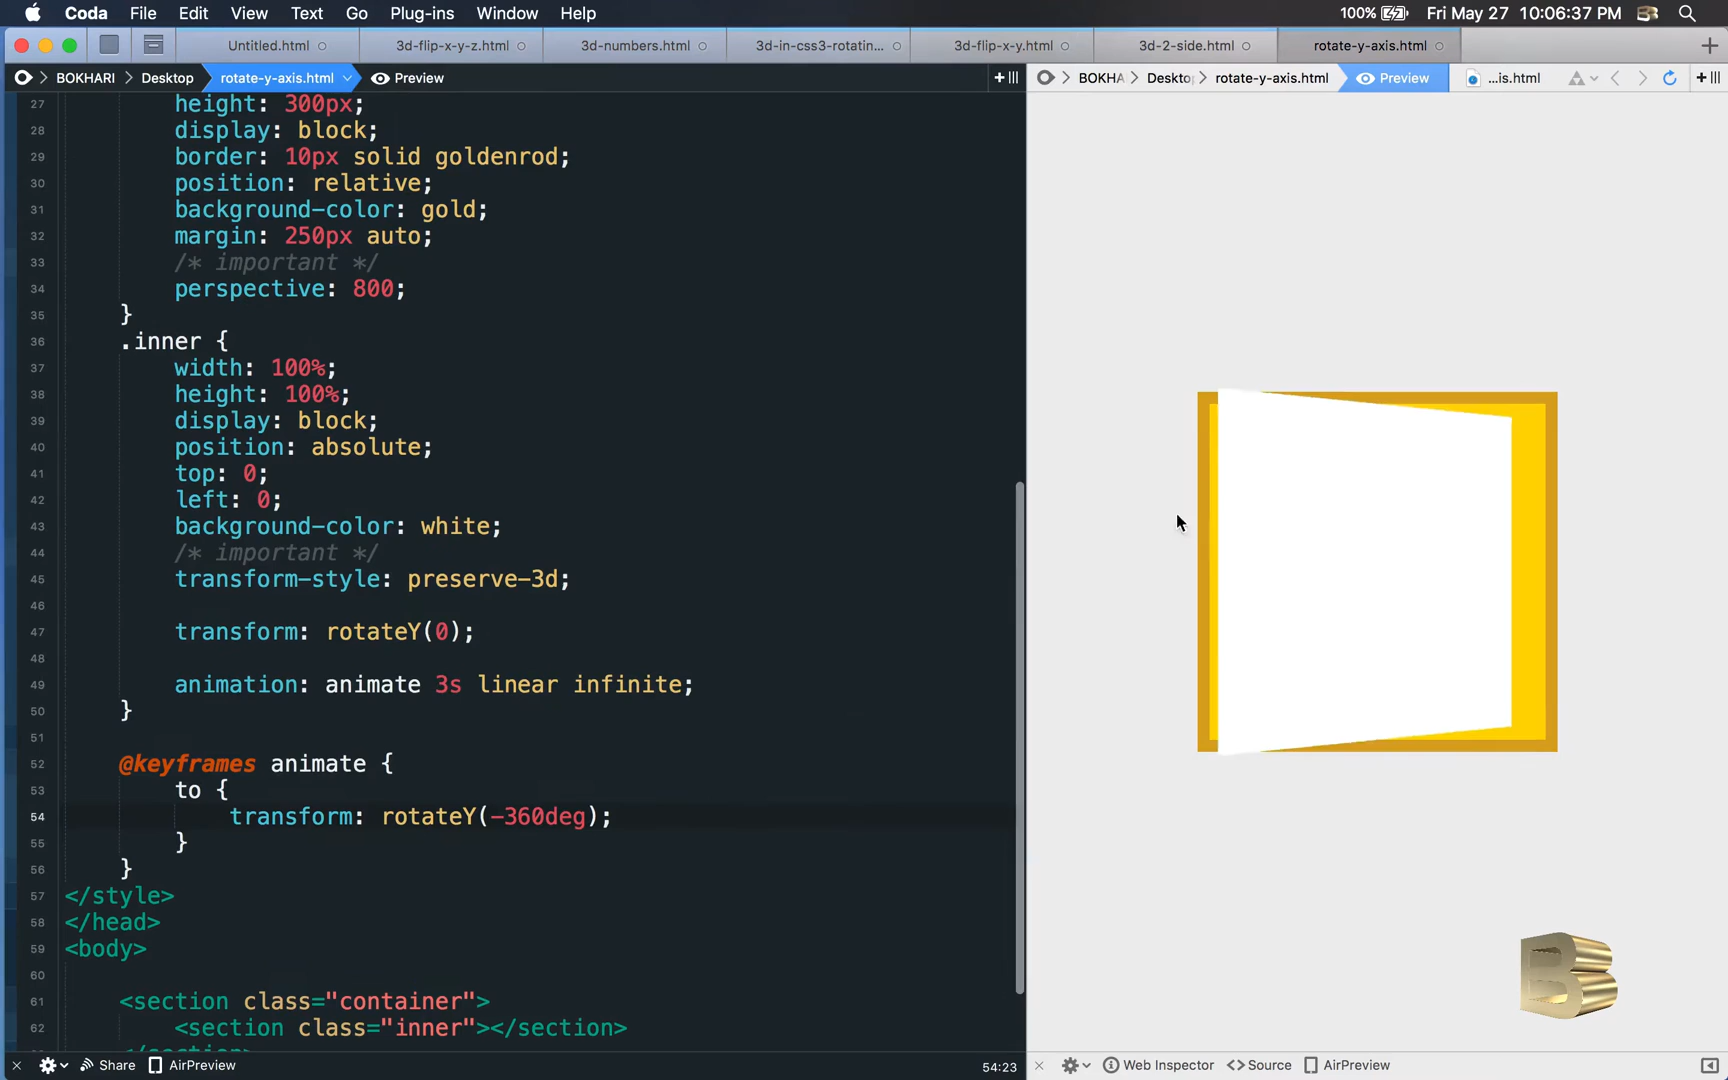 Coda File Edit View Text Go Plug-ins Window Help 100% Fri May 27 10:06:37 PM
Untitled.html 3d-flip-x-y-z.html 3d-numbers.html 3d-in-css3-rotatin... 3d-flip-x-y.html 3d-2-side.html rotate-y-axis.html
BOKHARI Desktop rotate-y-axis.html Preview
BOKHA Deskto rotate-y-axis.html Preview ...is.html
27 height: 300px;
28 display: block;
29 border: 10px solid goldenrod;
30 position: relative;
31 background-color: gold;
32 margin: 250px auto;
33 /* important */
34 perspective: 800;
35 }
36 .inner {
37 width: 100%;
38 height: 100%;
39 display: block;
40 position: absolute;
41 top: 0;
42 left: 0;
43 background-color: white;
44 /* important */
45 transform-style: preserve-3d;
46
47 transform: rotateY(0);
48
49 animation: animate 3s linear infinite;
50 }
51
52 @keyframes animate {
53 to {
54 transform: rotateY(-360deg);
55 }
56 }
57 </style>
58 </head>
59 <body>
60
61 <section class="container">
62 <section class="inner"></section>
</section>
B
Share AirPreview 54:23
Web Inspector Source AirPreview